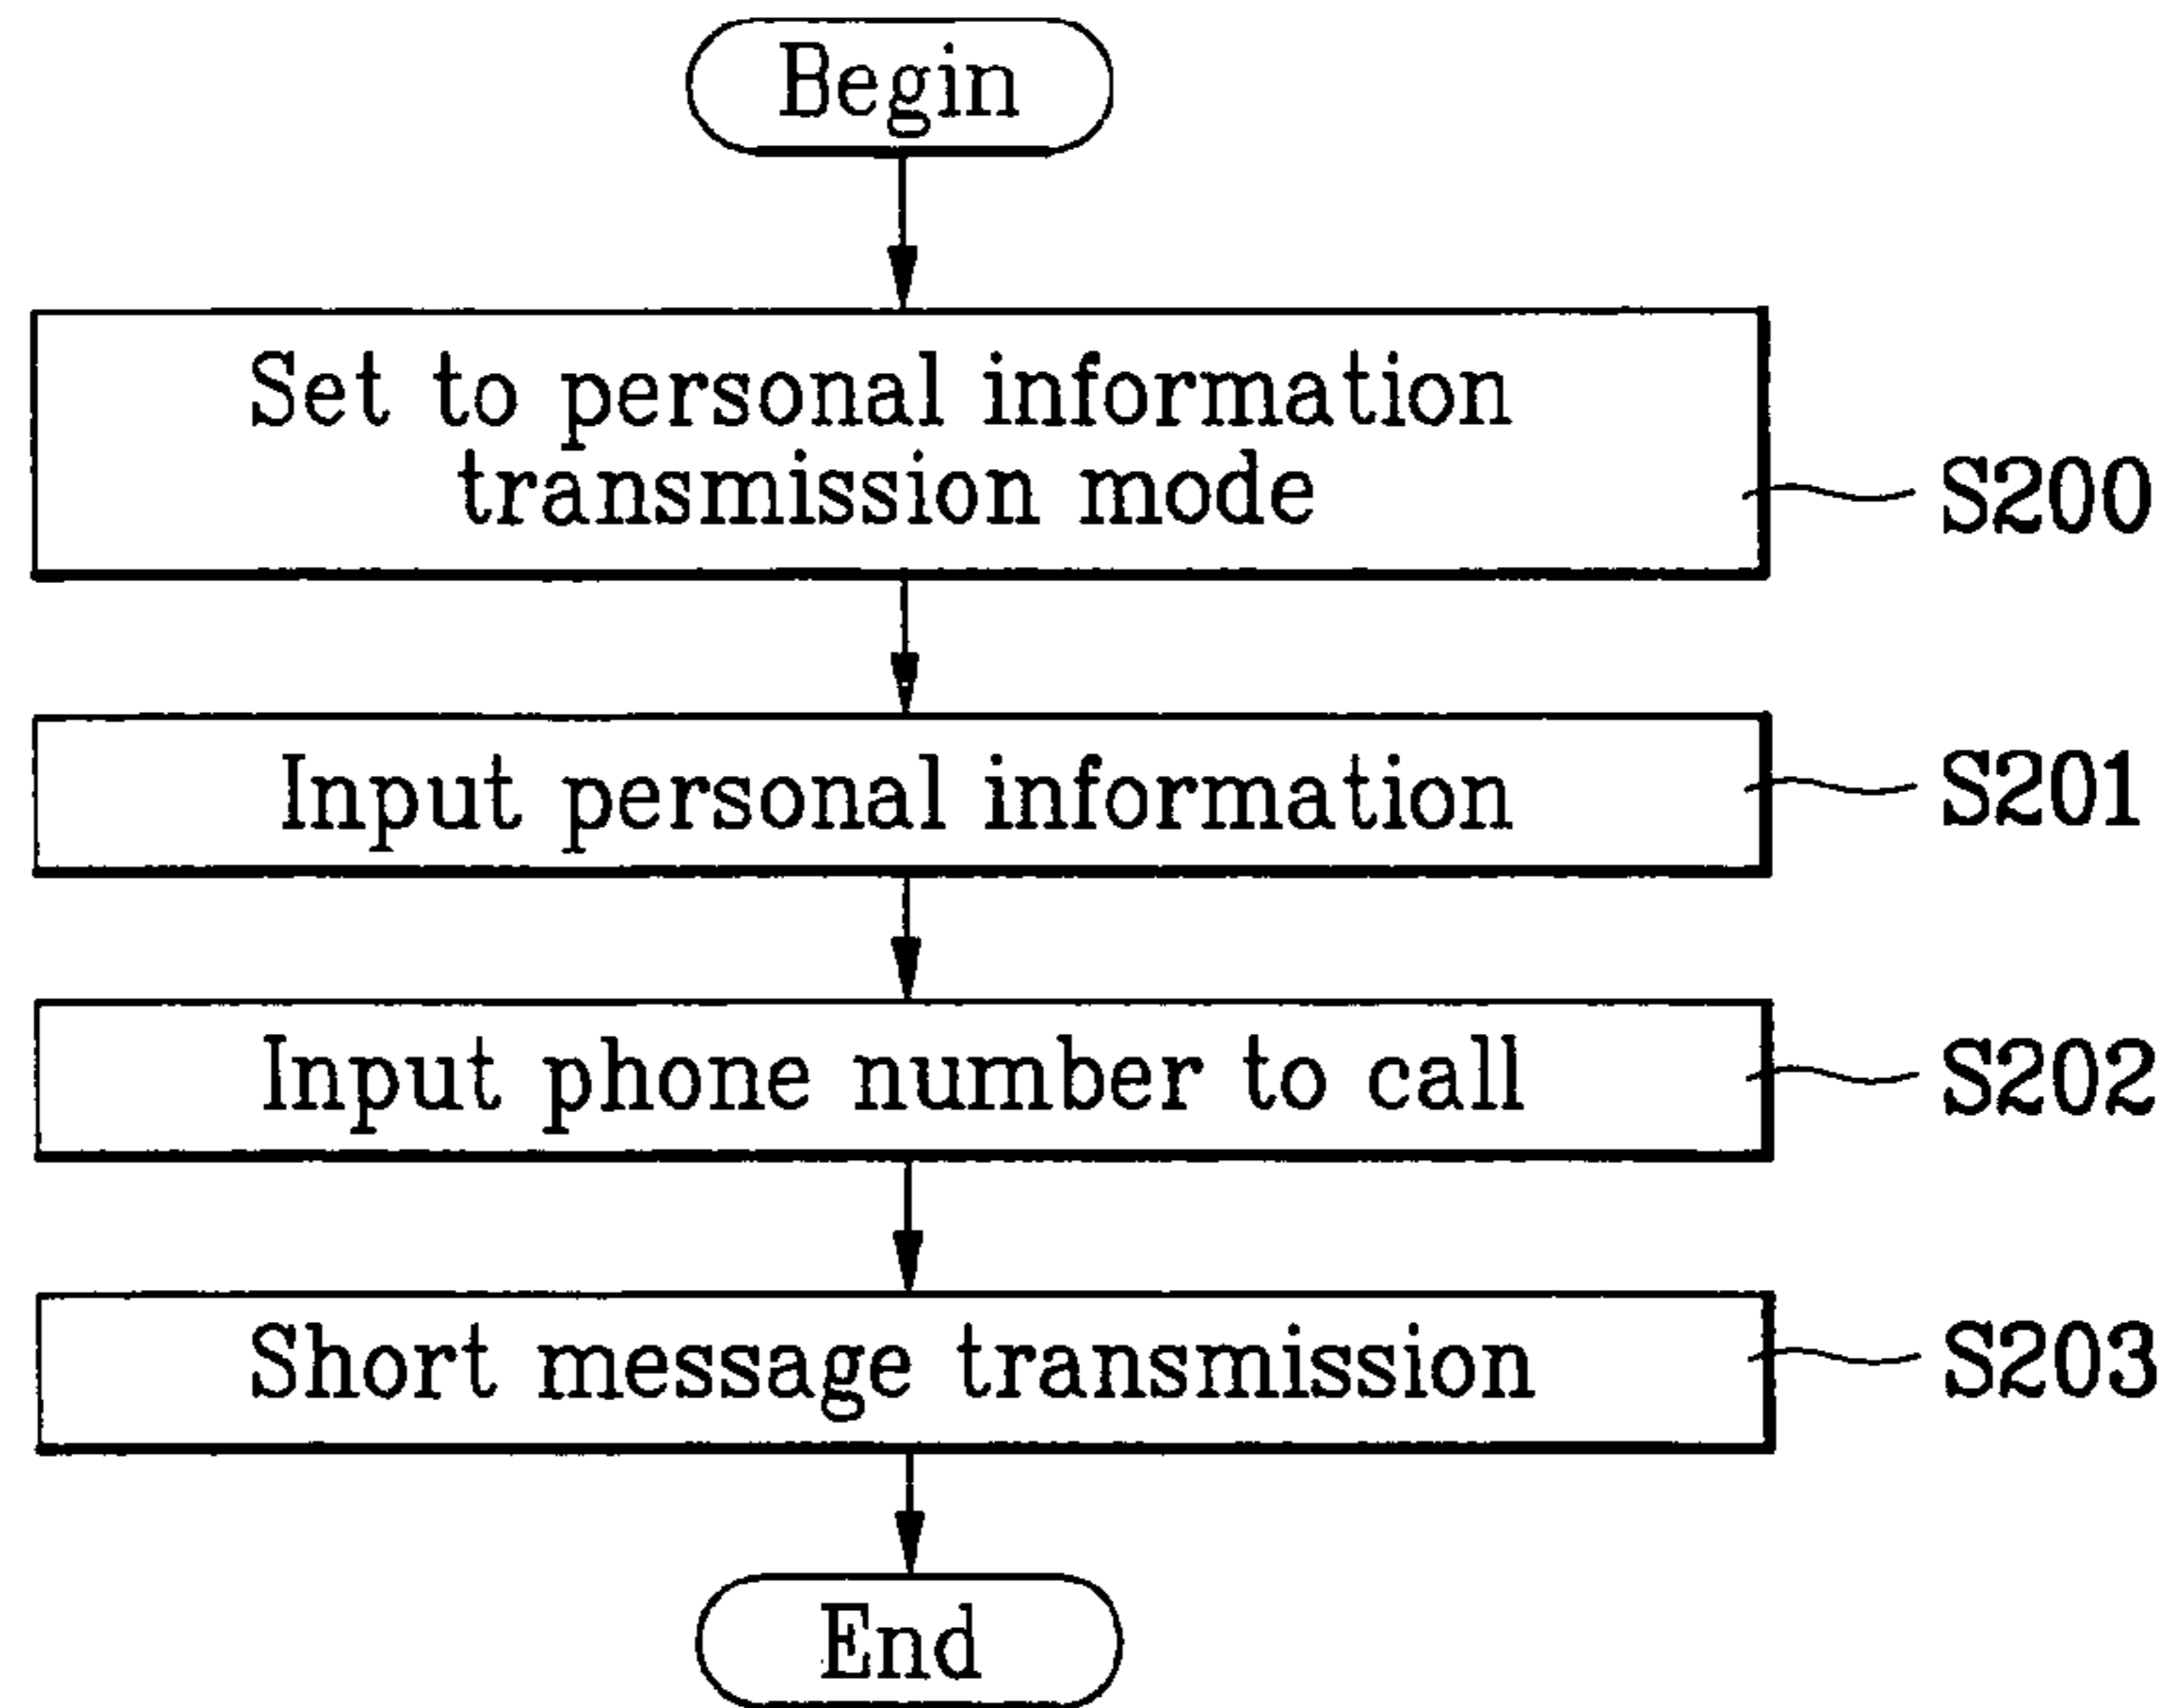 Begin
Set to personal information
transmission mode
S200
Input personal information
S201
Input phone number to call
S202
Short message transmission
S203
End